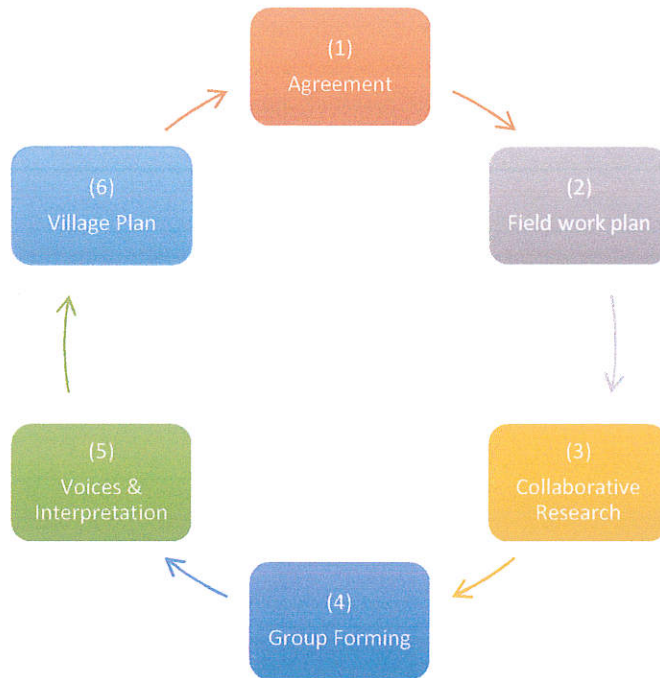 (1)
Agreement
(2)
Field work plan
(3)
Collaborative
Research
(4)
Group Forming
(5)
Voices &
Interpretation
(6)
Village Plan